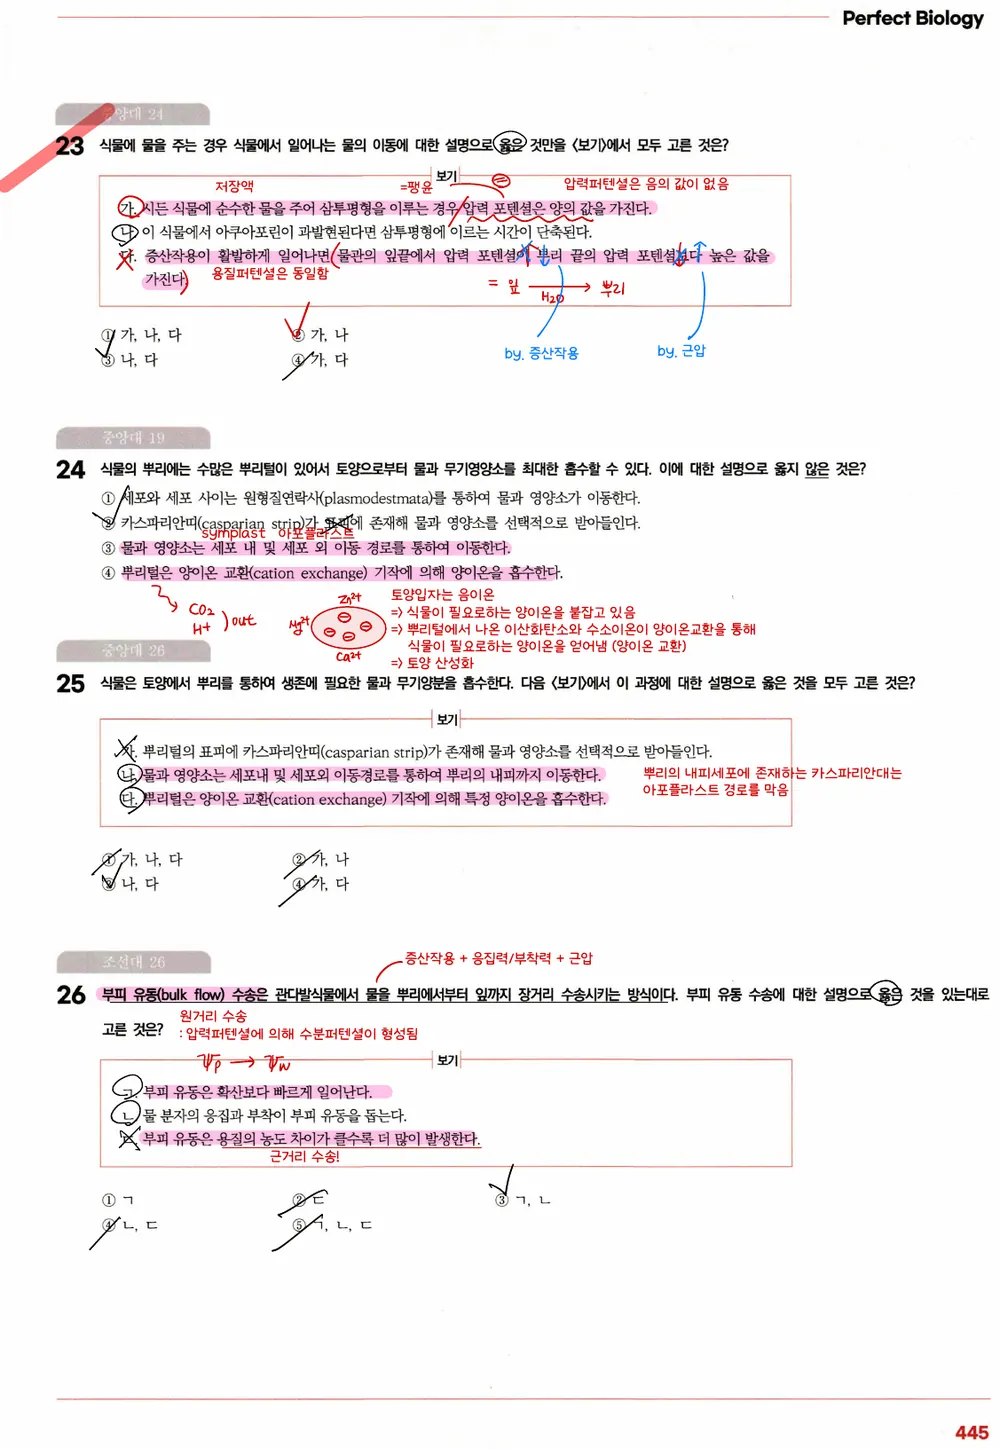 Perfect Biology
중앙대 24
23 식물에 물을 주는 경우 식물에서 일어나는 물의 이동에 대한 설명으로 옳은 것만을 <보기>에서 모두 고른 것은?
보기
저장액 =팽윤 압력퍼텐셜은 음의 값이 없음
가. 시든 식물에 순수한 물을 주어 삼투평형을 이루는 경우 압력 포텐셜은 양의 값을 가진다.
나. 이 식물에서 아쿠아포린이 과발현된다면 삼투평형에 이르는 시간이 단축된다.
다. 증산작용이 활발하게 일어나면 물관의 잎끝에서 압력 포텐셜이 뿌리 끝의 압력 포텐셜보다 높은 값을
가진다.
용질퍼텐셜은 동일함
= 잎 → 뿌리
H2O
① 가, 나, 다
② 가, 나
③ 나, 다
④ 가, 다
by. 증산작용
by. 근압
중앙대 19
24 식물의 뿌리에는 수많은 뿌리털이 있어서 토양으로부터 물과 무기영양소를 최대한 흡수할 수 있다. 이에 대한 설명으로 옳지 않은 것은?
① 세포와 세포 사이는 원형질연락사(plasmodestmata)를 통하여 물과 영양소가 이동한다.
② 카스파리안띠(casparian strip)가 표피에 존재해 물과 영양소를 선택적으로 받아들인다.
symplast 아포플라스트
③ 물과 영양소는 세포 내 및 세포 외 이동 경로를 통하여 이동한다.
④ 뿌리털은 양이온 교환(cation exchange) 기작에 의해 양이온을 흡수한다.
CO2
H+ ) out
Zn2+
Mg2+
Ca2+
토양입자는 음이온
=> 식물이 필요로하는 양이온을 붙잡고 있음
=> 뿌리털에서 나온 이산화탄소와 수소이온이 양이온교환을 통해
식물이 필요로하는 양이온을 얻어냄 (양이온 교환)
=> 토양 산성화
중앙대 26
25 식물은 토양에서 뿌리를 통하여 생존에 필요한 물과 무기양분을 흡수한다. 다음 <보기>에서 이 과정에 대한 설명으로 옳은 것을 모두 고른 것은?
보기
가. 뿌리털의 표피에 카스파리안띠(casparian strip)가 존재해 물과 영양소를 선택적으로 받아들인다.
나. 물과 영양소는 세포내 및 세포외 이동경로를 통하여 뿌리의 내피까지 이동한다.
다. 뿌리털은 양이온 교환(cation exchange) 기작에 의해 특정 양이온을 흡수한다.
뿌리의 내피세포에 존재하는 카스파리안대는
아포플라스트 경로를 막음
① 가, 나, 다
② 가, 나
③ 나, 다
④ 가, 다
조선대 26
증산작용 + 응집력/부착력 + 근압
26 부피 유동(bulk flow) 수송은 관다발식물에서 물을 뿌리에서부터 잎까지 장거리 수송시키는 방식이다. 부피 유동 수송에 대한 설명으로 옳은 것을 있는대로
고른 것은?
원거리 수송
: 압력퍼텐셜에 의해 수분퍼텐셜이 형성됨
Ψp → Ψw
보기
ㄱ. 부피 유동은 확산보다 빠르게 일어난다.
ㄴ. 물 분자의 응집과 부착이 부피 유동을 돕는다.
ㄷ. 부피 유동은 용질의 농도 차이가 클수록 더 많이 발생한다.
근거리 수송!
① ㄱ
② ㄷ
③ ㄱ, ㄴ
④ ㄴ, ㄷ
⑤ ㄱ, ㄴ, ㄷ
445